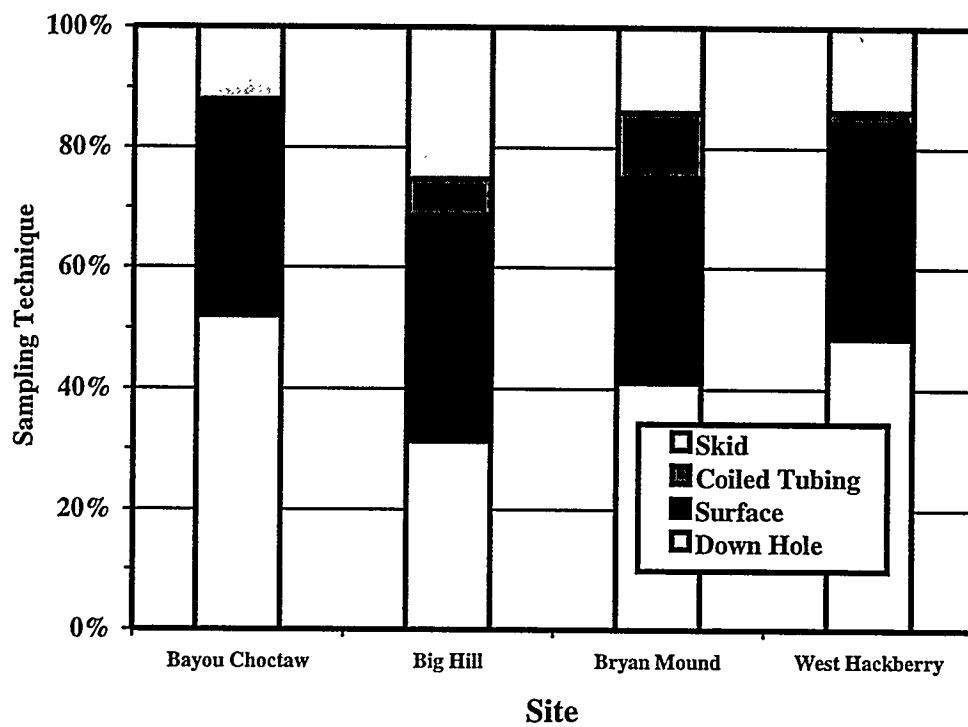 100%
80%
60%
40%
20%
0%
Sampling Technique
Skid
Coiled Tubing
Surface
Down Hole
Bayou Choctaw
Big Hill
Bryan Mound
West Hackberry
Site